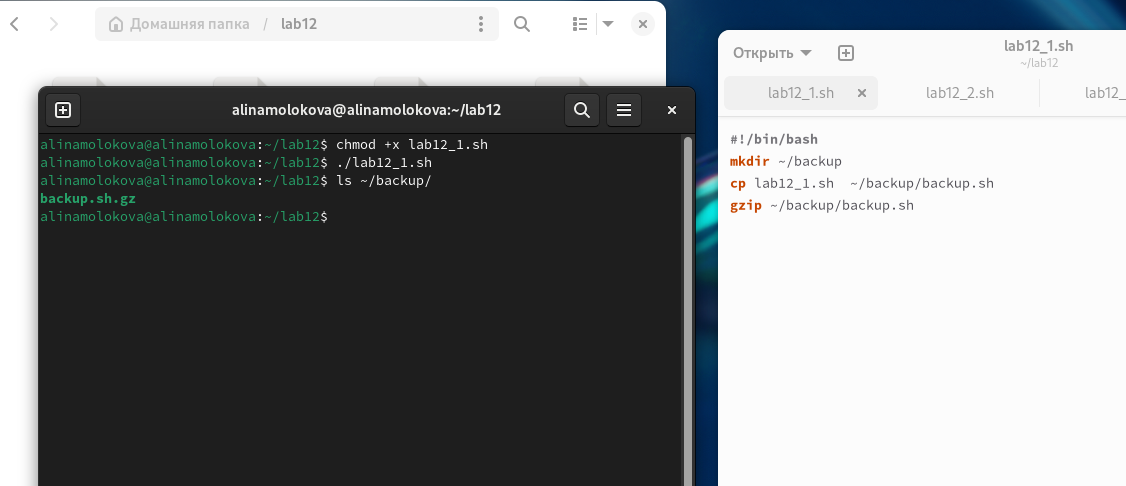 Домашняя папка / lab12
alinamolokova@alinamolokova:~/lab12
alinamolokova@alinamolokova:~/lab12$ chmod +x lab12_1.sh
alinamolokova@alinamolokova:~/lab12$ ./lab12_1.sh
alinamolokova@alinamolokova:~/lab12$ ls ~/backup/
backup.sh.gz
alinamolokova@alinamolokova:~/lab12$
Открыть
lab12_1.sh
~/lab12
lab12_1.sh
lab12_2.sh
lab12_
#!/bin/bash
mkdir ~/backup
cp lab12_1.sh  ~/backup/backup.sh
gzip ~/backup/backup.sh